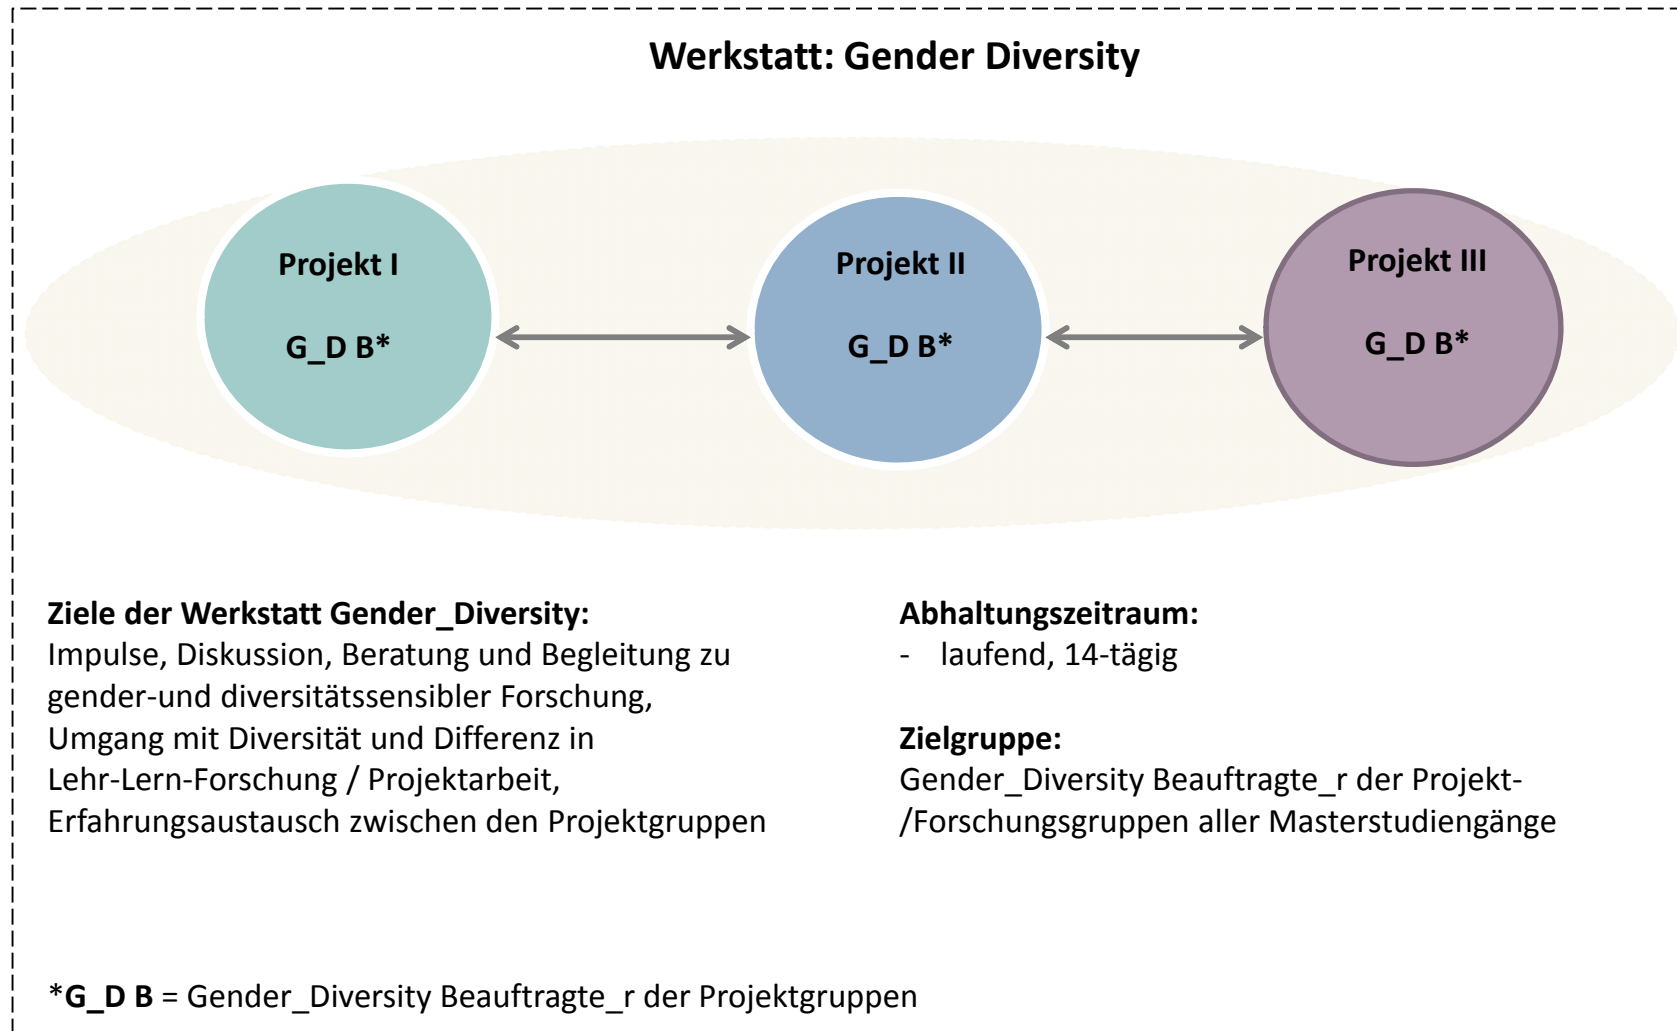 Werkstatt: Gender Diversity
Projekt I
G_D B*
Projekt II
G_D B*
Projekt III
G_D B*
Ziele der Werkstatt Gender_Diversity:
Impulse, Diskussion, Beratung und Begleitung zu
gender-und diversitätssensibler Forschung,
Umgang mit Diversität und Differenz in
Lehr-Lern-Forschung / Projektarbeit,
Erfahrungsaustausch zwischen den Projektgruppen
Abhaltungszeitraum:
- laufend, 14-tägig
Zielgruppe:
Gender_Diversity Beauftragte_r der Projekt-
/Forschungsgruppen aller Masterstudiengänge
*G_D B = Gender_Diversity Beauftragte_r der Projektgruppen